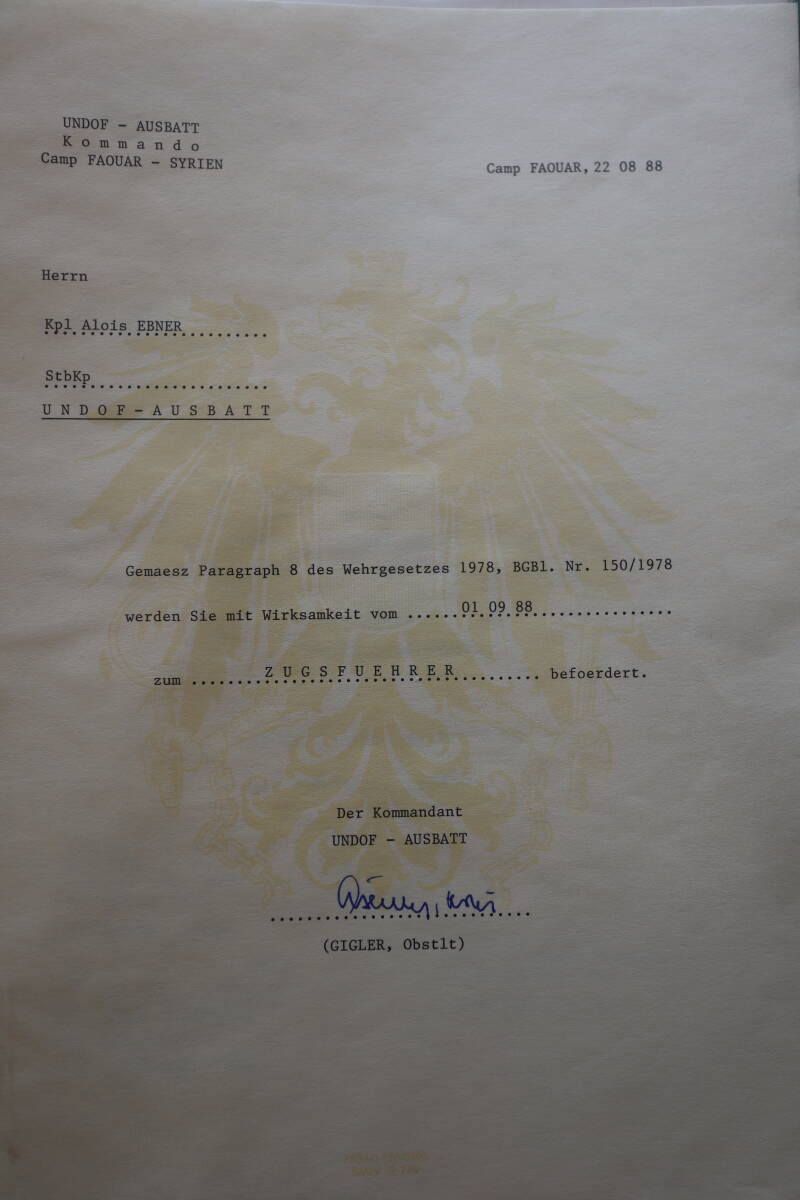 UNDOF - AUSBATT
K o m m a n d o
Camp FAOUAR - SYRIEN
Camp FAOUAR, 22 08 88
Herrn
Kpl Alois EBNER
StbKp
U N D O F - A U S B A T T
Gemaesz Paragraph 8 des Wehrgesetzes 1978, BGBl. Nr. 150/1978
werden Sie mit Wirksamkeit vom ......01 09 88................
zum ........Z U G S F U E H R E R.......... befoerdert.
Der Kommandant
UNDOF - AUSBATT
(GIGLER, Obstlt)